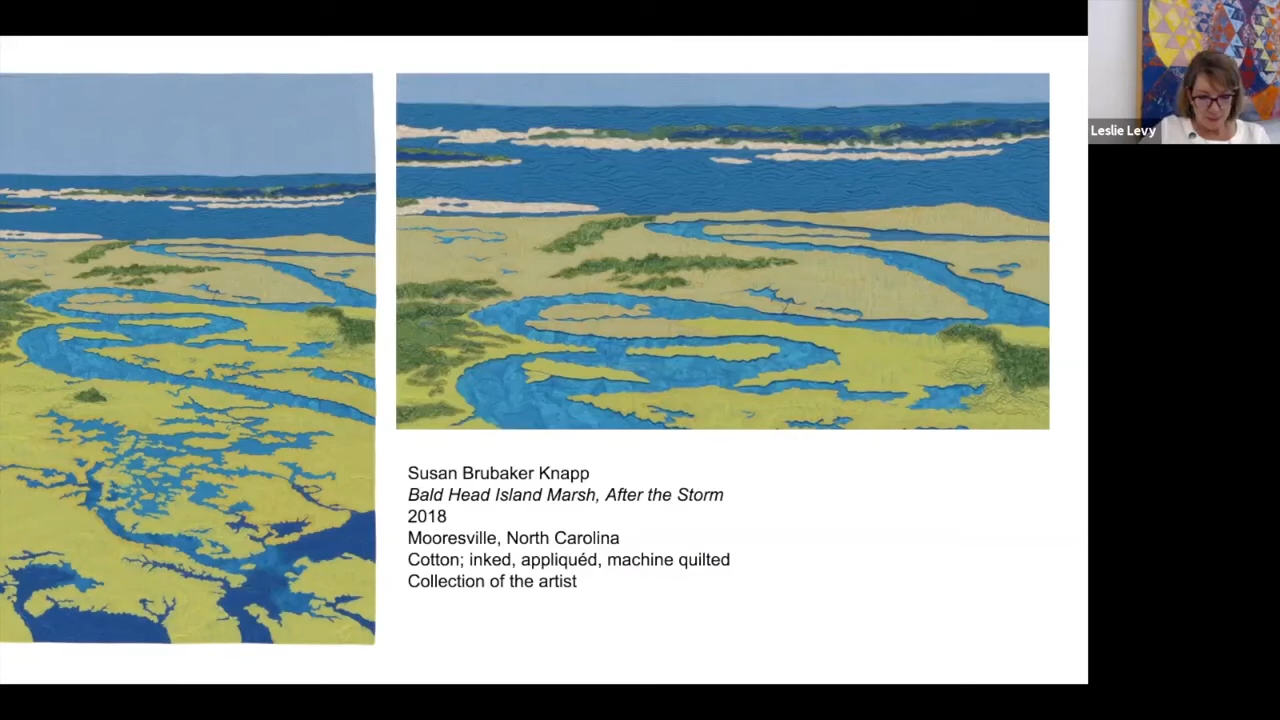 Leslie Levy
Susan Brubaker Knapp
Bald Head Island Marsh, After the Storm
2018
Mooresville, North Carolina
Cotton; inked, appliquéd, machine quilted
Collection of the artist